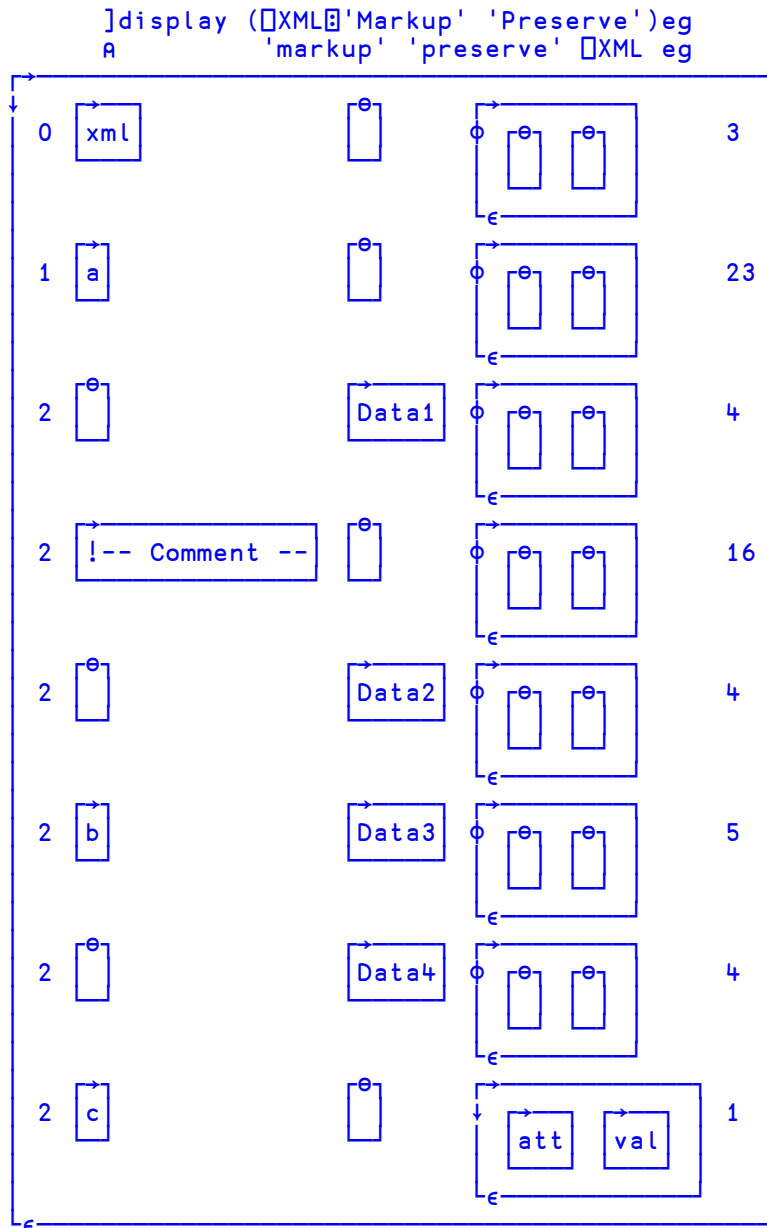 ]display (⎕XML⍠'Markup' 'Preserve')eg
⍝ 'markup' 'preserve' ⎕XML eg
0 xml 3
1 a 23
2 Data1 4
2 !-- Comment -- 16
2 Data2 4
2 b Data3 5
2 Data4 4
2 c att val 1